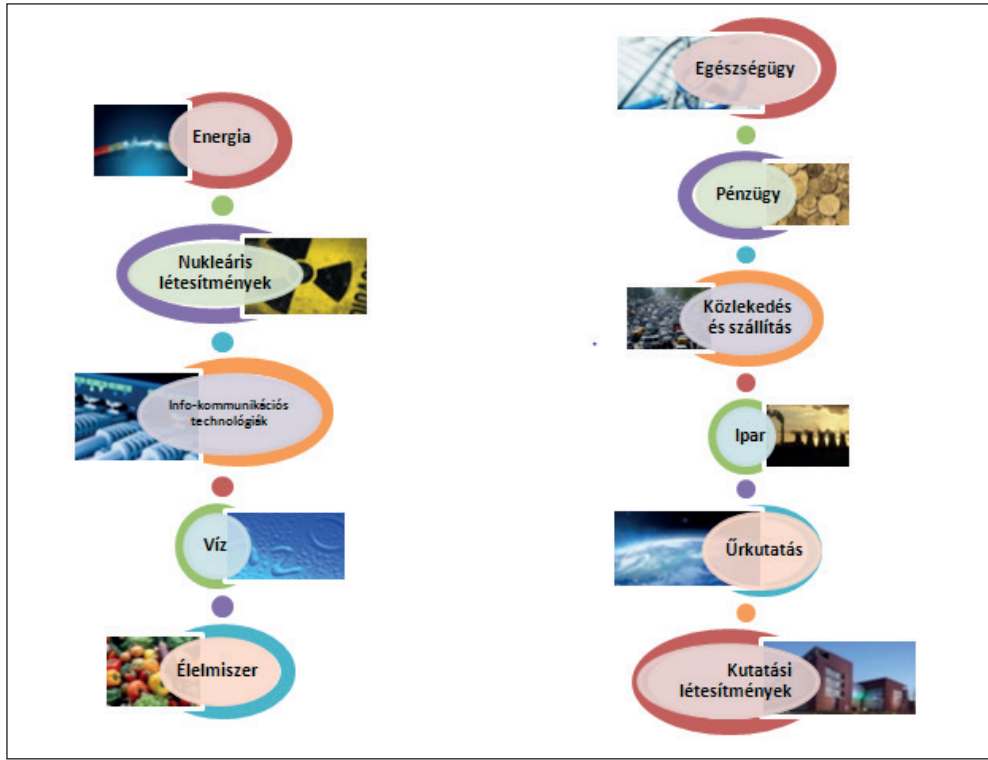 Energia
Nukleáris
létesítmények
Info-kommunikációs
technológiák
Víz
Élelmiszer
Egészségügy
Pénzügy
Közlekedés
és szállítás
Ipar
Űrkutatás
Kutatási
létesítmények